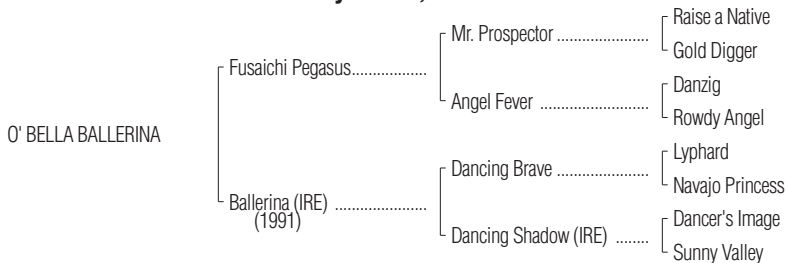 Raise a Native
Mr. Prospector .....................
Gold Digger
Fusaichi Pegasus.................
Danzig
Angel Fever .........................
Rowdy Angel
O' BELLA BALLERINA
Lyphard
Dancing Brave .....................
Navajo Princess
Ballerina (IRE) .....................
(1991)
Dancer's Image
Dancing Shadow (IRE) ........
Sunny Valley